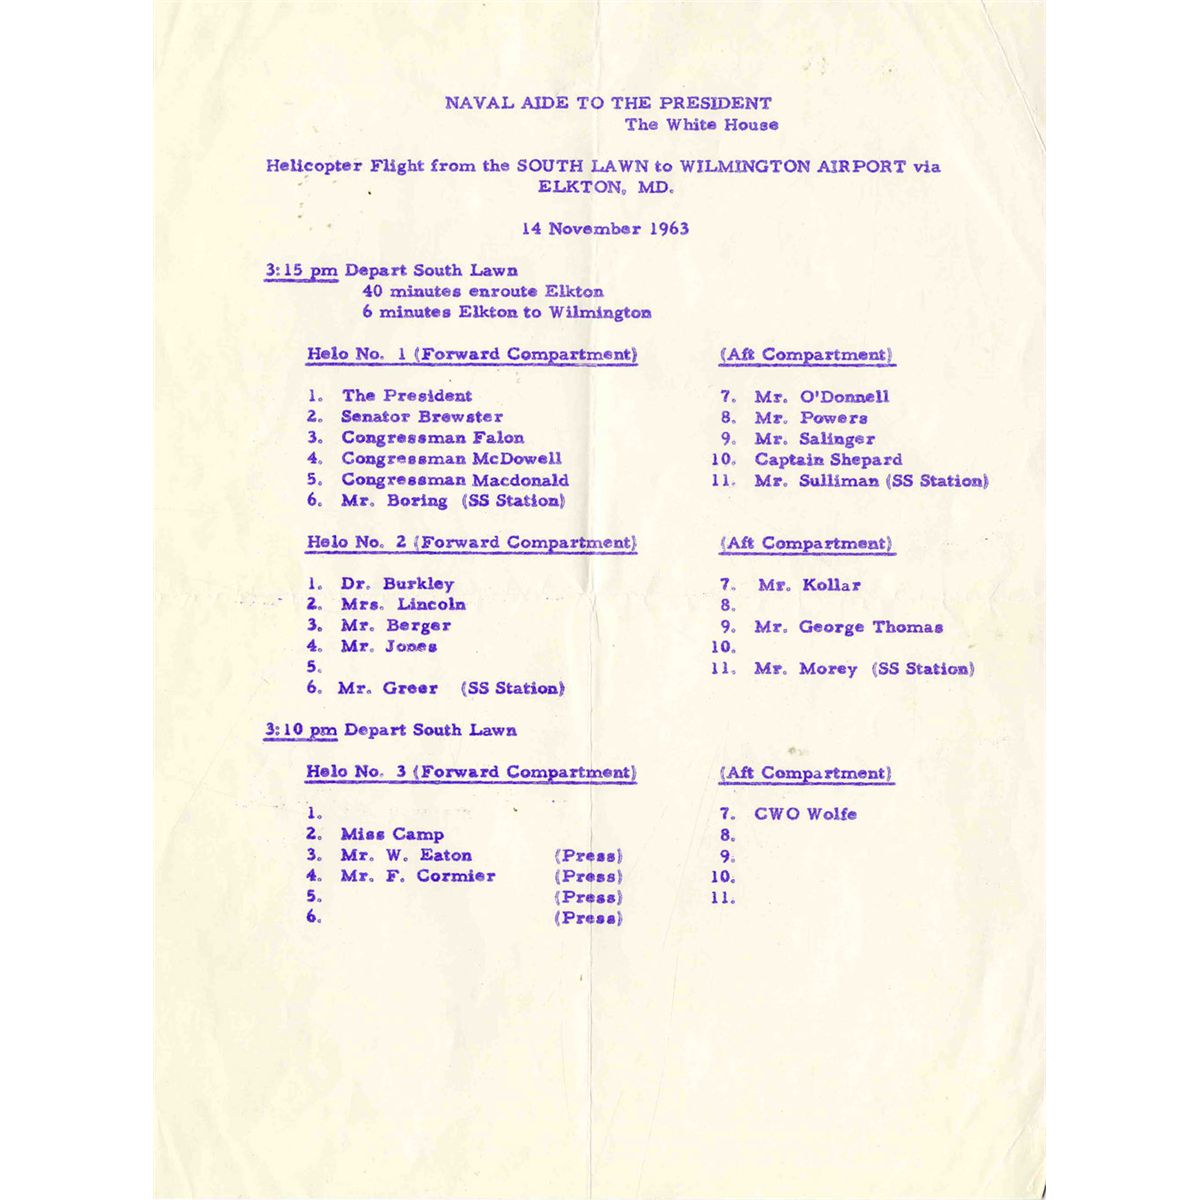 NAVAL AIDE TO THE PRESIDENT
The White House
Helicopter Flight from the SOUTH LAWN to WILMINGTON AIRPORT via
ELKTON, MD.
14 November 1963
3:15 pm Depart South Lawn
40 minutes enroute Elkton
6 minutes Elkton to Wilmington
Helo No. 1 (Forward Compartment) (Aft Compartment)
1. The President 7. Mr. O'Donnell
2. Senator Brewster 8. Mr. Powers
3. Congressman Falon 9. Mr. Salinger
4. Congressman McDowell 10. Captain Shepard
5. Congressman Macdonald 11. Mr. Sulliman (SS Station)
6. Mr. Boring (SS Station)
Helo No. 2 (Forward Compartment) (Aft Compartment)
1. Dr. Burkley 7. Mr. Kollar
2. Mrs. Lincoln 8.
3. Mr. Berger 9. Mr. George Thomas
4. Mr. Jones 10.
5. 11. Mr. Morey (SS Station)
6. Mr. Greer (SS Station)
3:10 pm Depart South Lawn
Helo No. 3 (Forward Compartment) (Aft Compartment)
1. 7. CWO Wolfe
2. Miss Camp 8.
3. Mr. W. Eaton (Press) 9.
4. Mr. F. Cormier (Press) 10.
5. (Press) 11.
6. (Press)